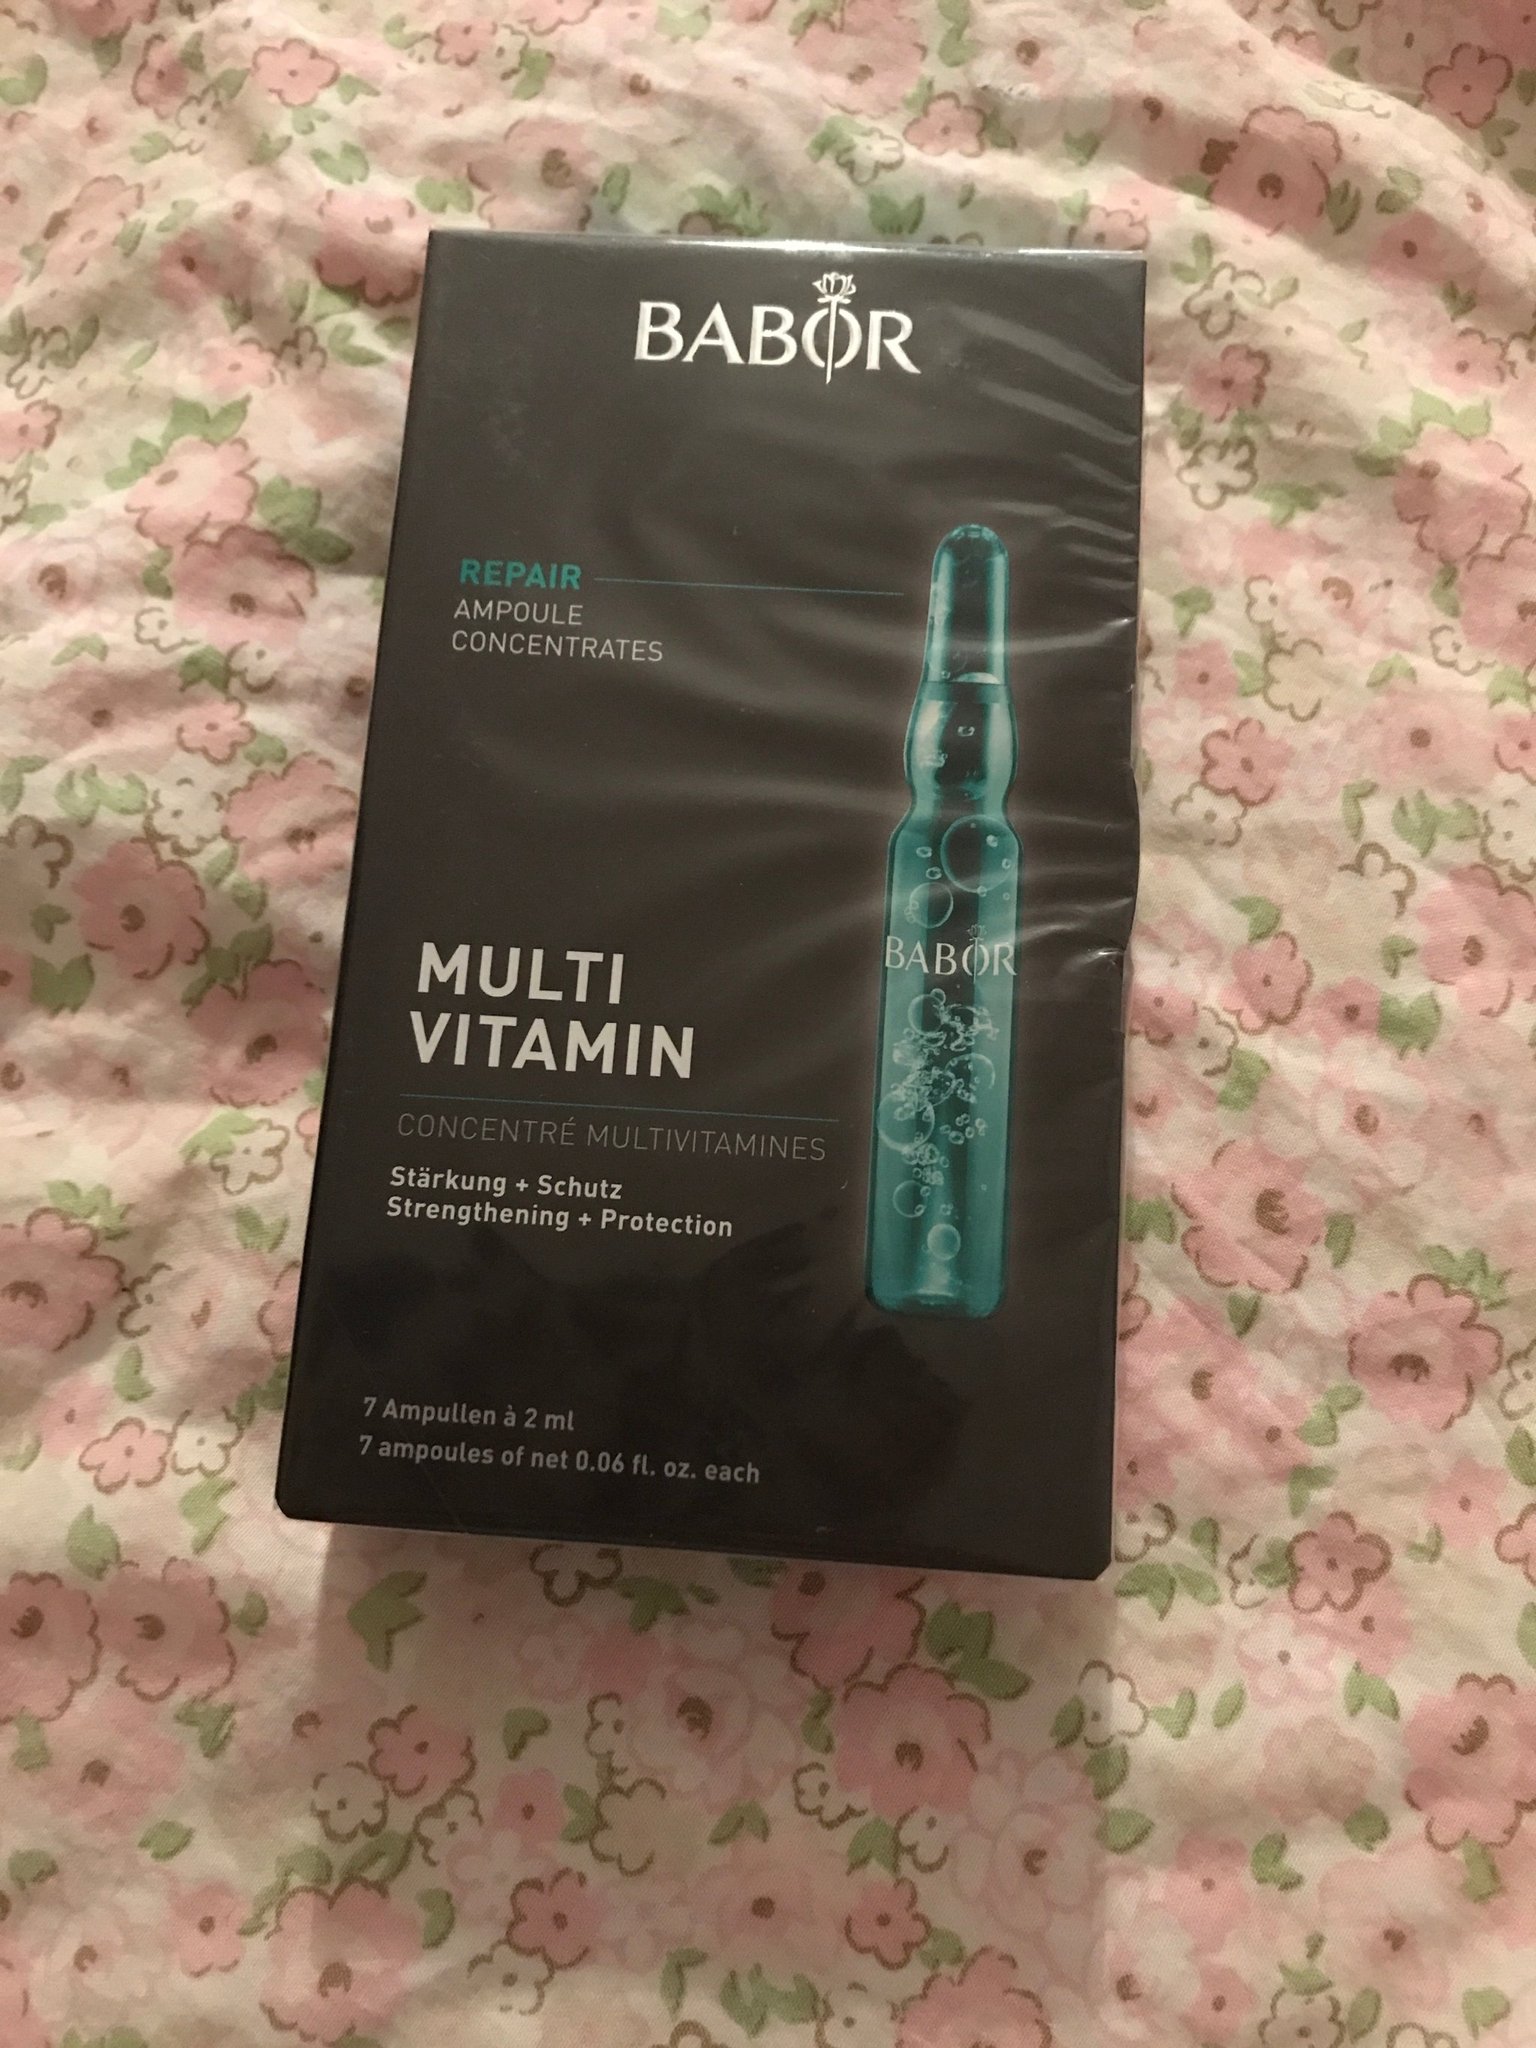 BABOR
REPAIR
AMPOULE
CONCENTRATES
BABOR
MULTI
VITAMIN
CONCENTRÉ MULTIVITAMINES
Stärkung + Schutz
Strengthening + Protection
7 Ampullen à 2 ml
7 ampoules of net 0.06 fl. oz. each